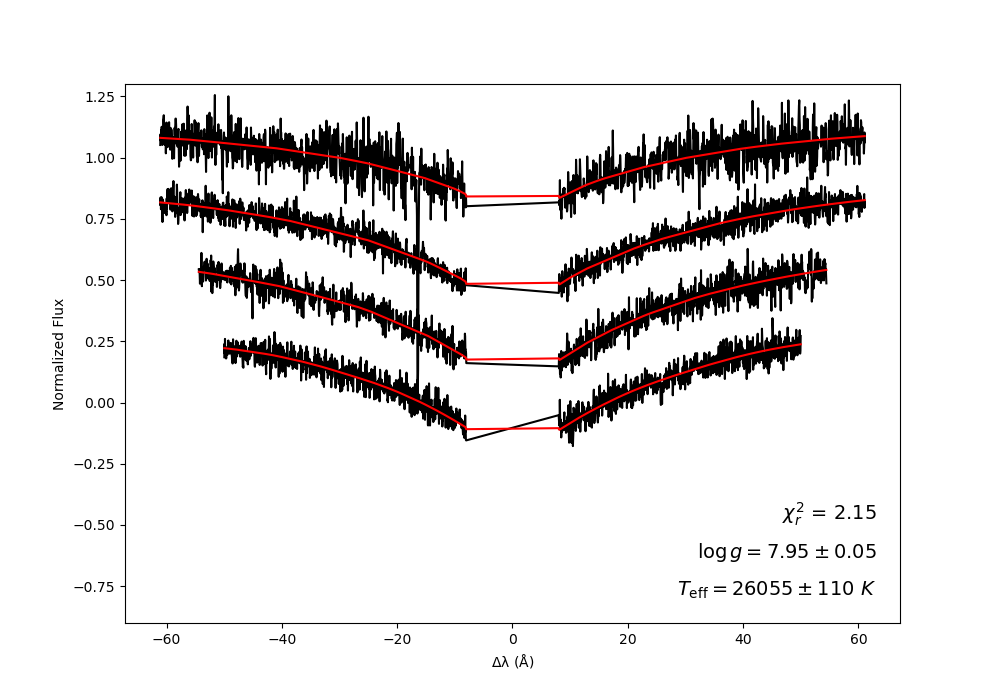 1.25
1.00
0.75
0.50
0.25
0.00
−0.25
−0.50
−0.75
Normalized Flux
χ²ᵣ = 2.15
log g = 7.95 ± 0.05
T_eff = 26055 ± 110 K
−60 −40 −20 0 20 40 60
Δλ (Å)